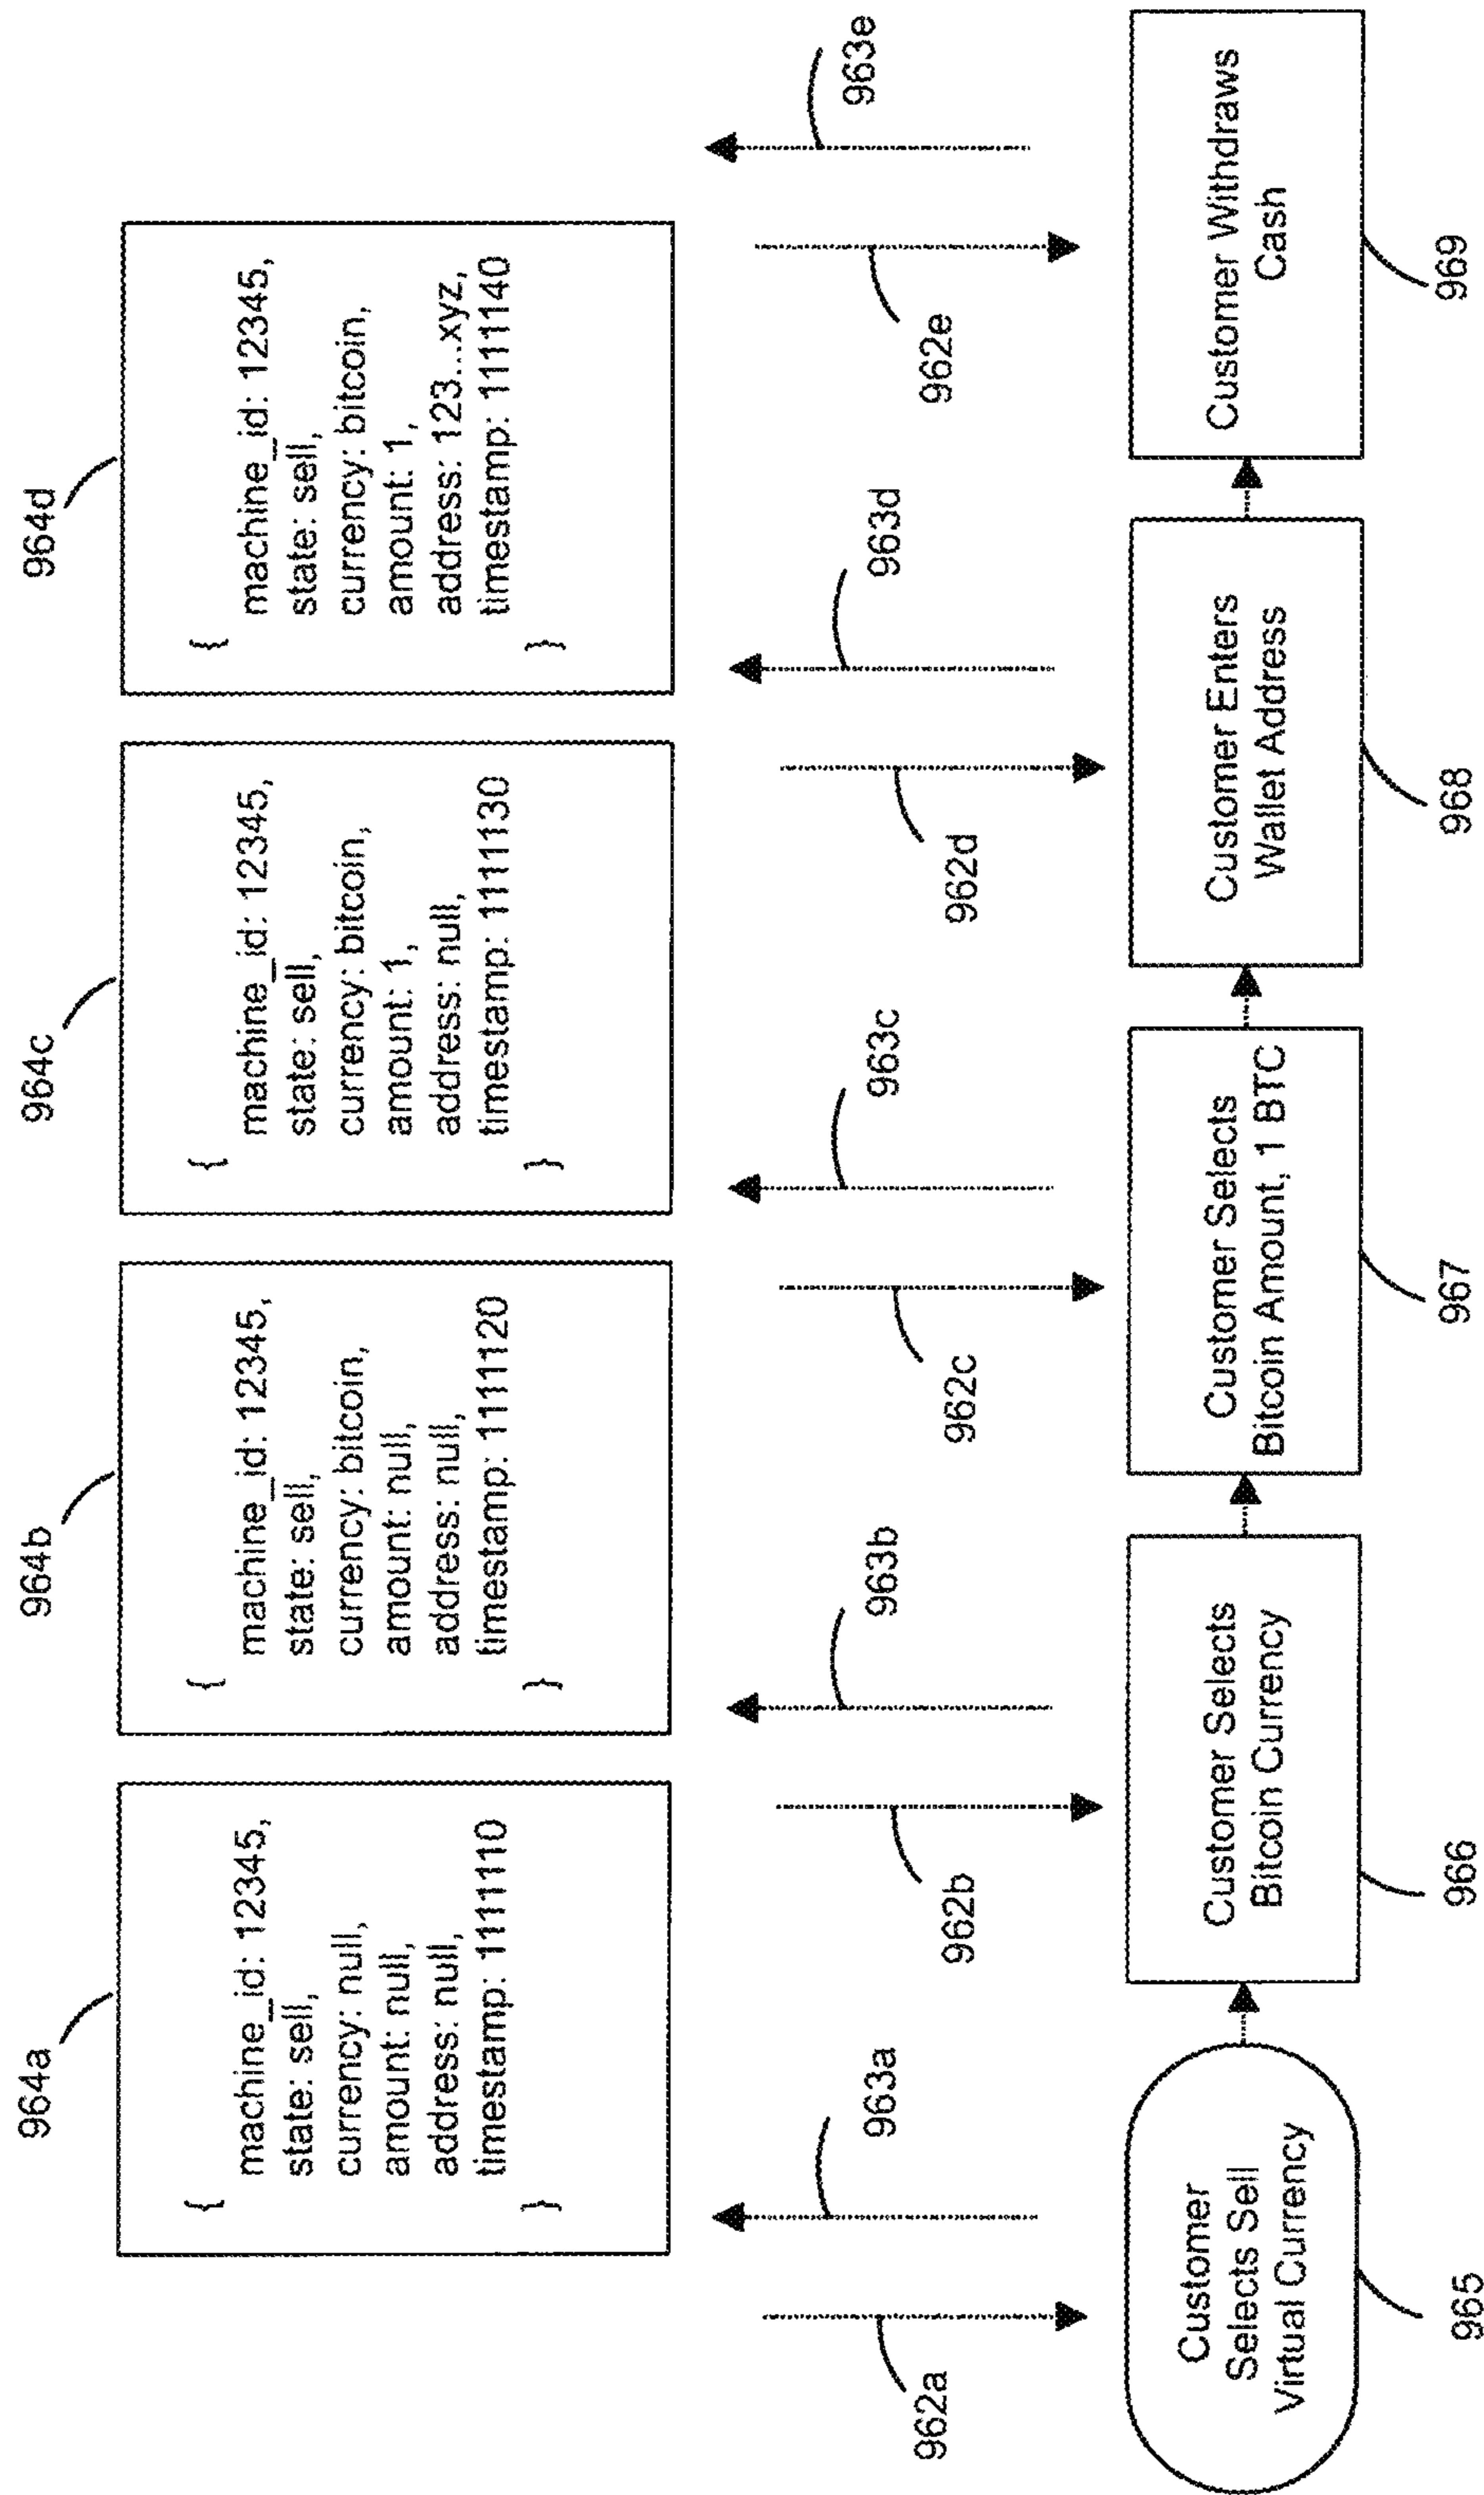 964a
{
machine_id: 12345,
state: sell,
currency: null,
amount: null,
address: null,
timestamp: 1111110
}
964b
{
machine_id: 12345,
state: sell,
currency: bitcoin,
amount: null,
address: null,
timestamp: 1111120
}
964c
{
machine_id: 12345,
state: sell,
currency: bitcoin,
amount: 1,
address: null,
timestamp: 1111130
}
964d
{
machine_id: 12345,
state: sell,
currency: bitcoin,
amount: 1,
address: 123...xyz,
timestamp: 1111140
}
962a
963a
962b
963b
962c
963c
962d
963d
962e
963e
Customer
Selects Sell
Virtual Currency
965
Customer Selects
Bitcoin Currency
966
Customer Selects
Bitcoin Amount, 1 BTC
967
Customer Enters
Wallet Address
968
Customer Withdraws
Cash
969